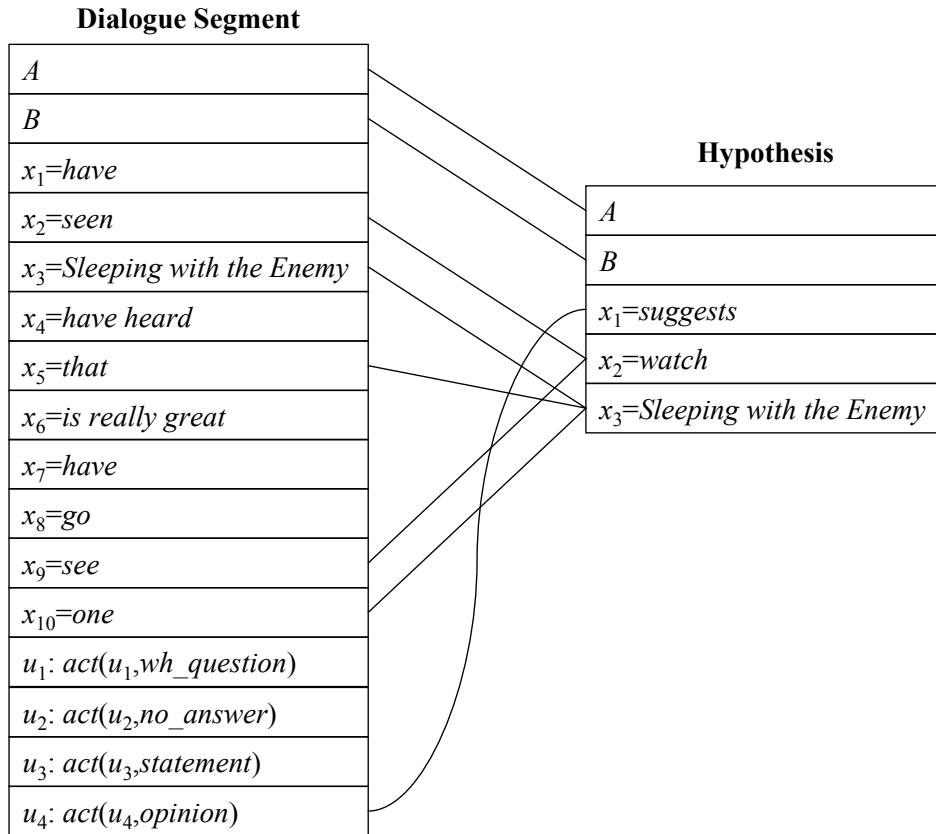 Dialogue Segment
A
B
x₁=have
x₂=seen
x₃=Sleeping with the Enemy
x₄=have heard
x₅=that
x₆=is really great
x₇=have
x₈=go
x₉=see
x₁₀=one
u₁: act(u₁,wh_question)
u₂: act(u₂,no_answer)
u₃: act(u₃,statement)
u₄: act(u₄,opinion)
Hypothesis
A
B
x₁=suggests
x₂=watch
x₃=Sleeping with the Enemy